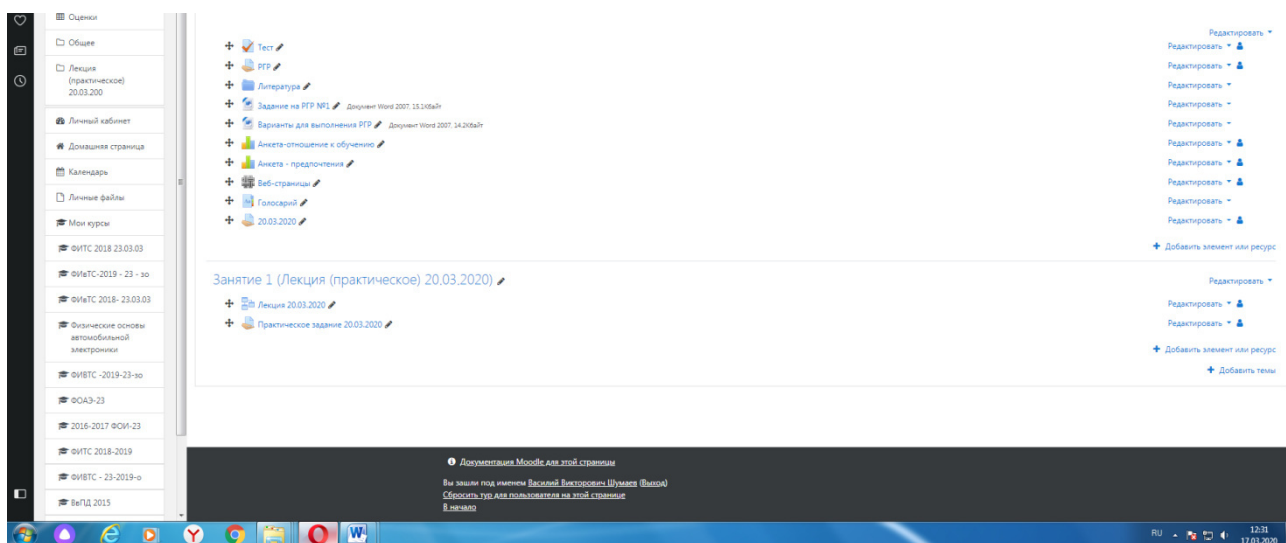 Оценки
Общее
Лекция
(практическое)
20.03.200
Личный кабинет
Домашняя страница
Календарь
Личные файлы
Мои курсы
ФИТС 2018 23.03.03
ФИвТС-2019 - 23 - зо
ФИвТС 2018- 23.03.03
Физические основы
автомобильной
электроники
ФИВТС -2019-23-зо
ФОАЭ-23
2016-2017 ФОИ-23
ФИТС 2018-2019
ФИВТС - 23-2019-о
ВвПД 2015
Редактировать
Тест Редактировать
РГР Редактировать
Литература Редактировать
Задание на РГР №1 Документ Word 2007, 15.1Кбайт Редактировать
Варианты для выполнения РГР Документ Word 2007, 14.2Кбайт Редактировать
Анкета-отношение к обучению Редактировать
Анкета - предпочтения Редактировать
Веб-страницы Редактировать
Голосарий Редактировать
20.03.2020 Редактировать
Добавить элемент или ресурс
Занятие 1 (Лекция (практическое) 20.03.2020) Редактировать
Лекция 20.03.2020 Редактировать
Практическое задание 20.03.2020 Редактировать
Добавить элемент или ресурс
Добавить темы
Документация Moodle для этой страницы
Вы зашли под именем Василий Викторович Шумаев (Выход)
Сбросить тур для пользователя на этой странице
В начало
RU 12:31
17.03.2020